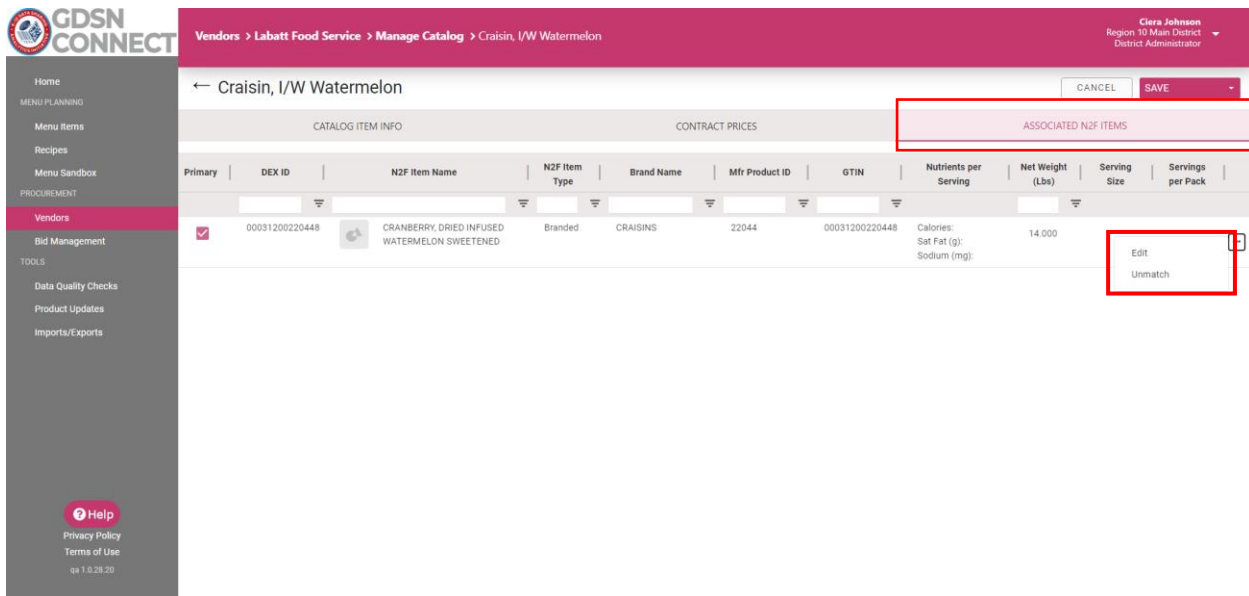 GDSN
CONNECT
Vendors > Labatt Food Service > Manage Catalog > Craisin, I/W Watermelon
Ciera Johnson
Region 10 Main District
District Administrator
Home
MENU PLANNING
Menu Items
Recipes
Menu Sandbox
PROCUREMENT
Vendors
Bid Management
TOOLS
Data Quality Checks
Product Updates
Imports/Exports
Help
Privacy Policy
Terms of Use
qa 1.0.28.20
← Craisin, I/W Watermelon
CANCEL
SAVE
CATALOG ITEM INFO
CONTRACT PRICES
ASSOCIATED N2F ITEMS
Primary
DEX ID
N2F Item Name
N2F Item
Type
Brand Name
Mfr Product ID
GTIN
Nutrients per
Serving
Net Weight
(Lbs)
Serving
Size
Servings
per Pack
00031200220448
CRANBERRY, DRIED INFUSED
WATERMELON SWEETENED
Branded
CRAISINS
22044
00031200220448
Calories:
Sat Fat (g):
Sodium (mg):
14.000
Edit
Unmatch